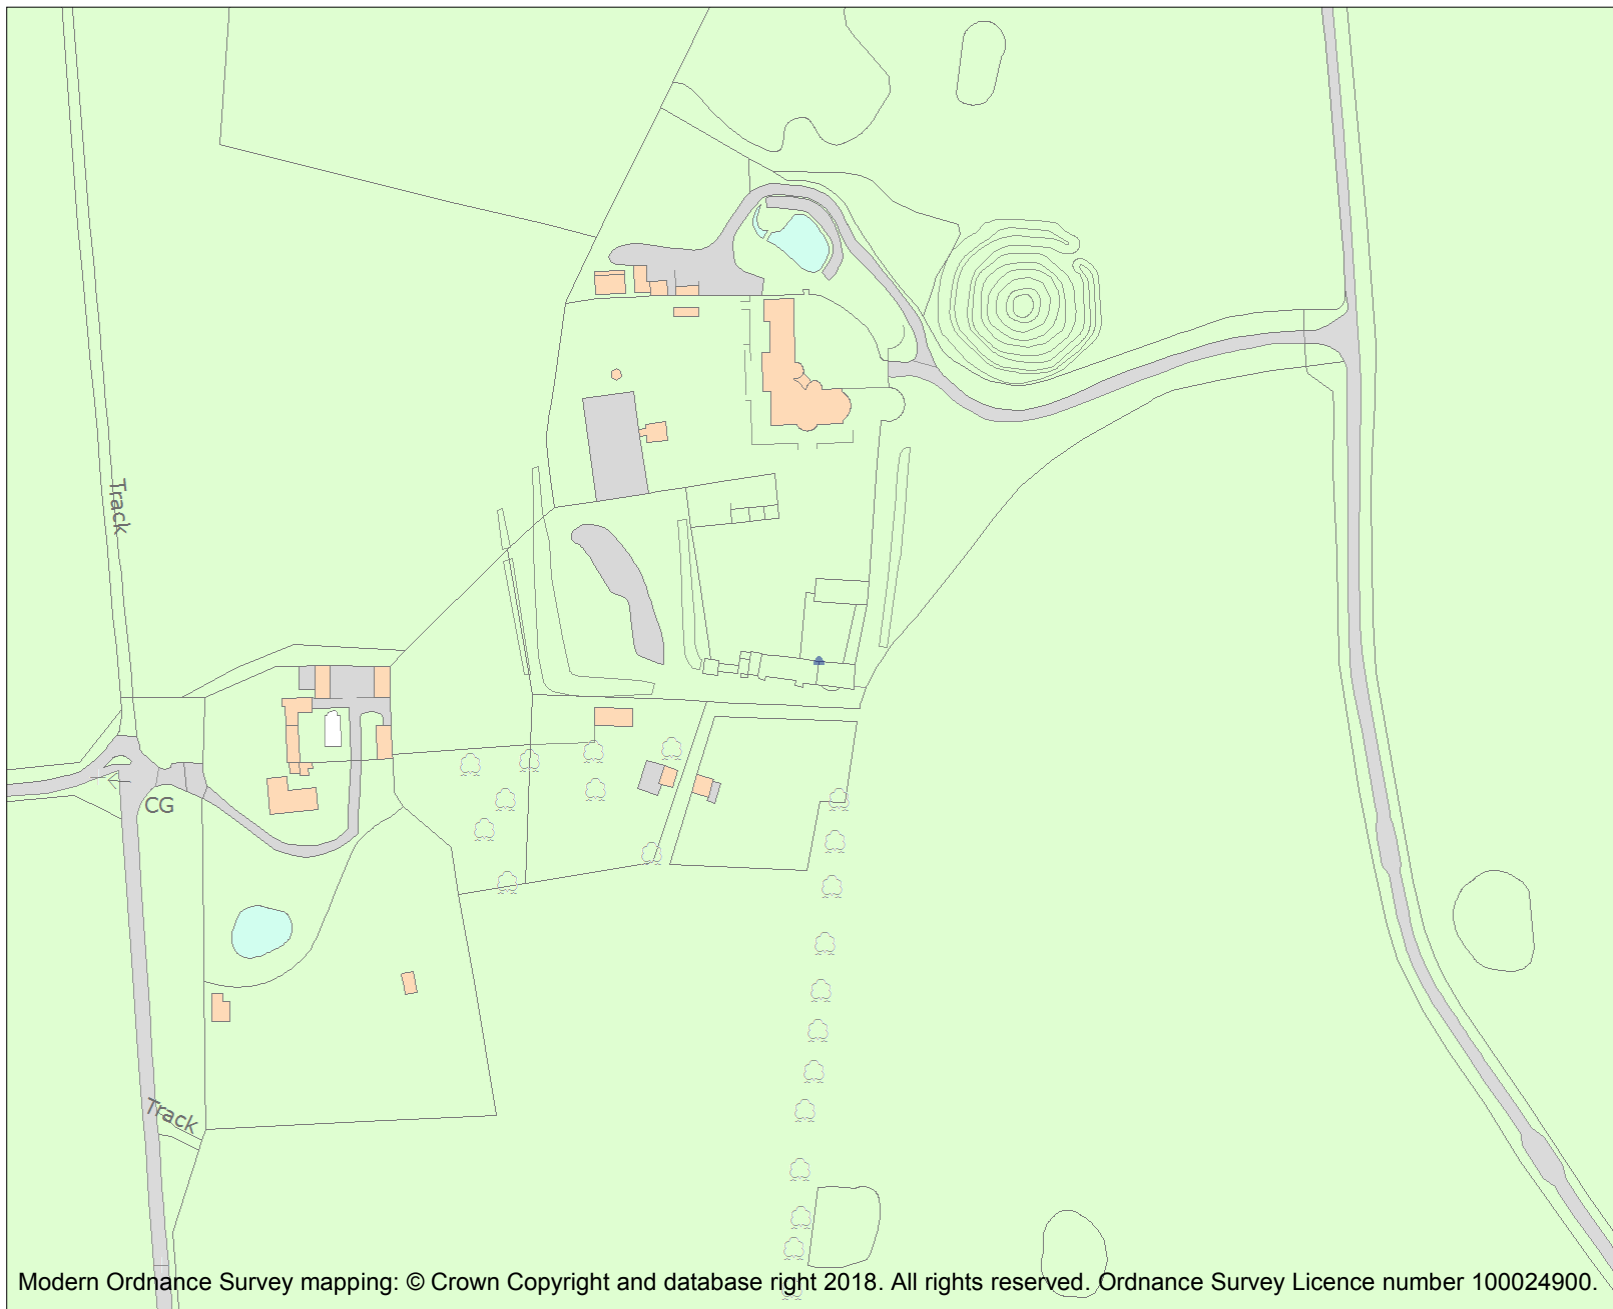 Track
CG
Track
Modern Ordnance Survey mapping: © Crown Copyright and database right 2018. All rights reserved. Ordnance Survey Licence number 100024900.